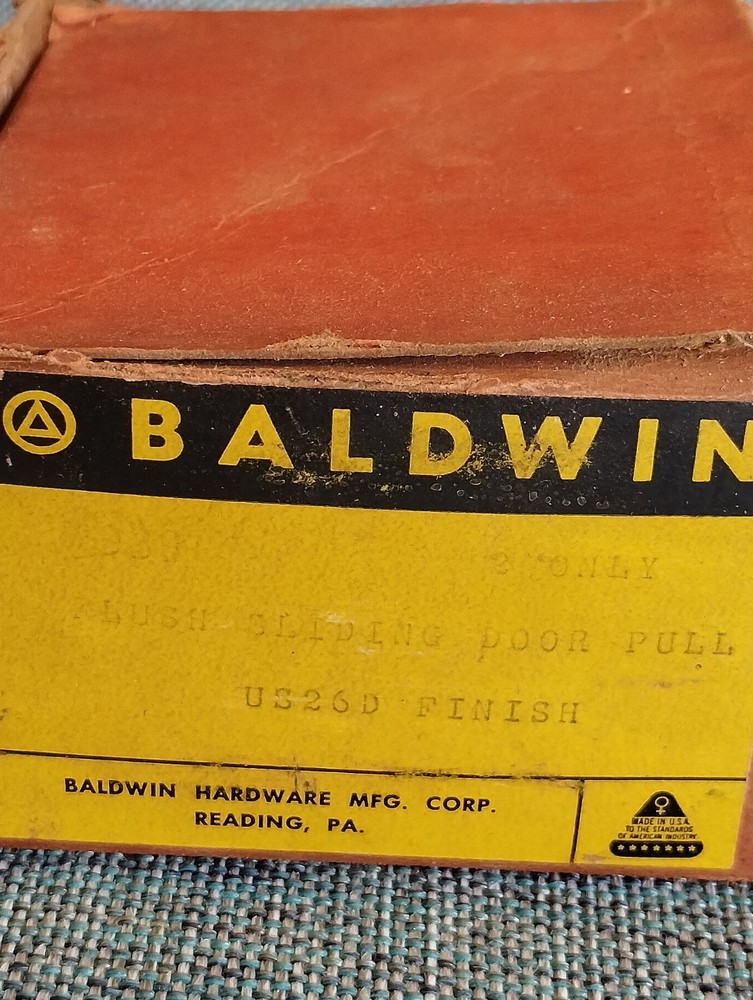 BALDWIN
ONLY
FLUSH SLIDING DOOR PULL
US26D FINISH
BALDWIN HARDWARE MFG. CORP.
READING, PA.
MADE IN U.S.A.
TO THE STANDARDS
OF AMERICAN INDUSTRY